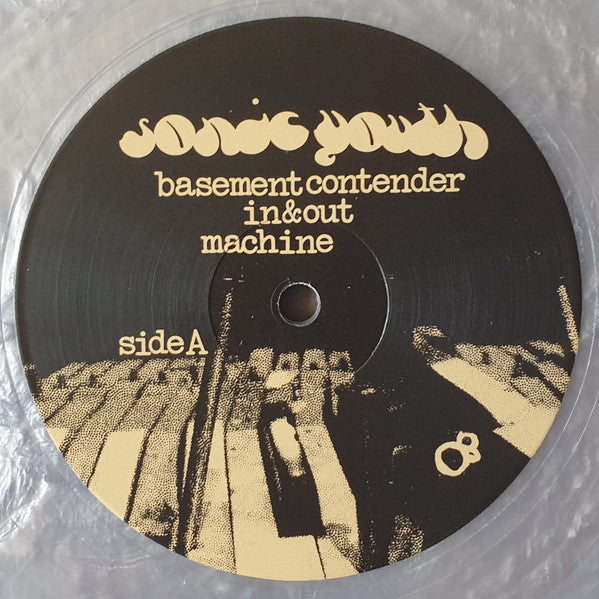 sonic youth
basement contender
in&out
machine
side A